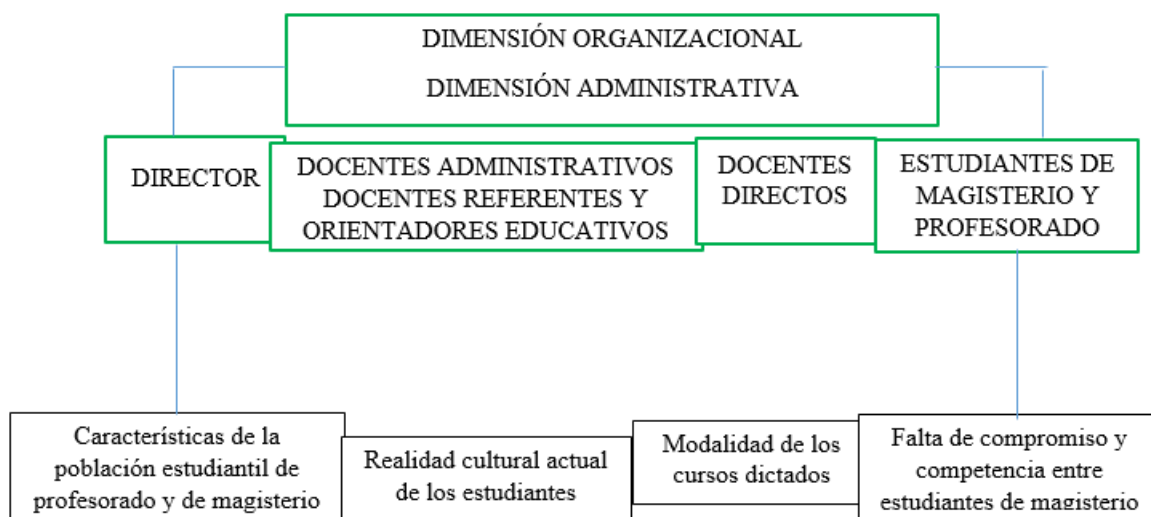 DIMENSIÓN ORGANIZACIONAL
DIMENSIÓN ADMINISTRATIVA
DIRECTOR
DOCENTES ADMINISTRATIVOS
DOCENTES REFERENTES Y
ORIENTADORES EDUCATIVOS
DOCENTES
DIRECTOS
ESTUDIANTES DE
MAGISTERIO Y
PROFESORADO
Características de la
población estudiantil de
profesorado y de magisterio
Realidad cultural actual
de los estudiantes
Modalidad de los
cursos dictados
Falta de compromiso y
competencia entre
estudiantes de magisterio